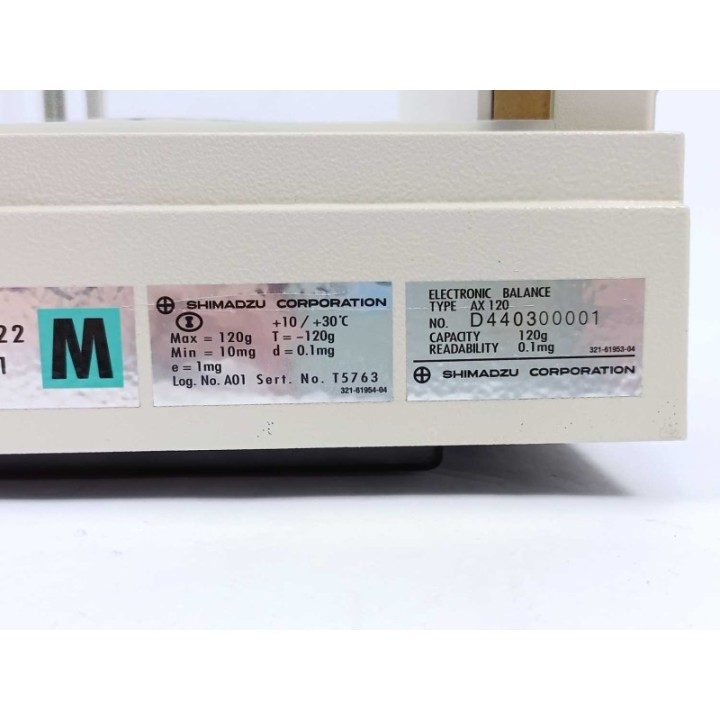 22
1
M
SHIMADZU CORPORATION
+10 / +30℃
Max = 120g T= −120g
Min = 10mg d = 0.1mg
e = 1mg
Log. No. A01 Sert. No. T5763
321-61954-04
ELECTRONIC BALANCE
TYPE AX 120
NO. D440300001
CAPACITY 120g
READABILITY 0.1mg
321-61953-04
SHIMADZU CORPORATION